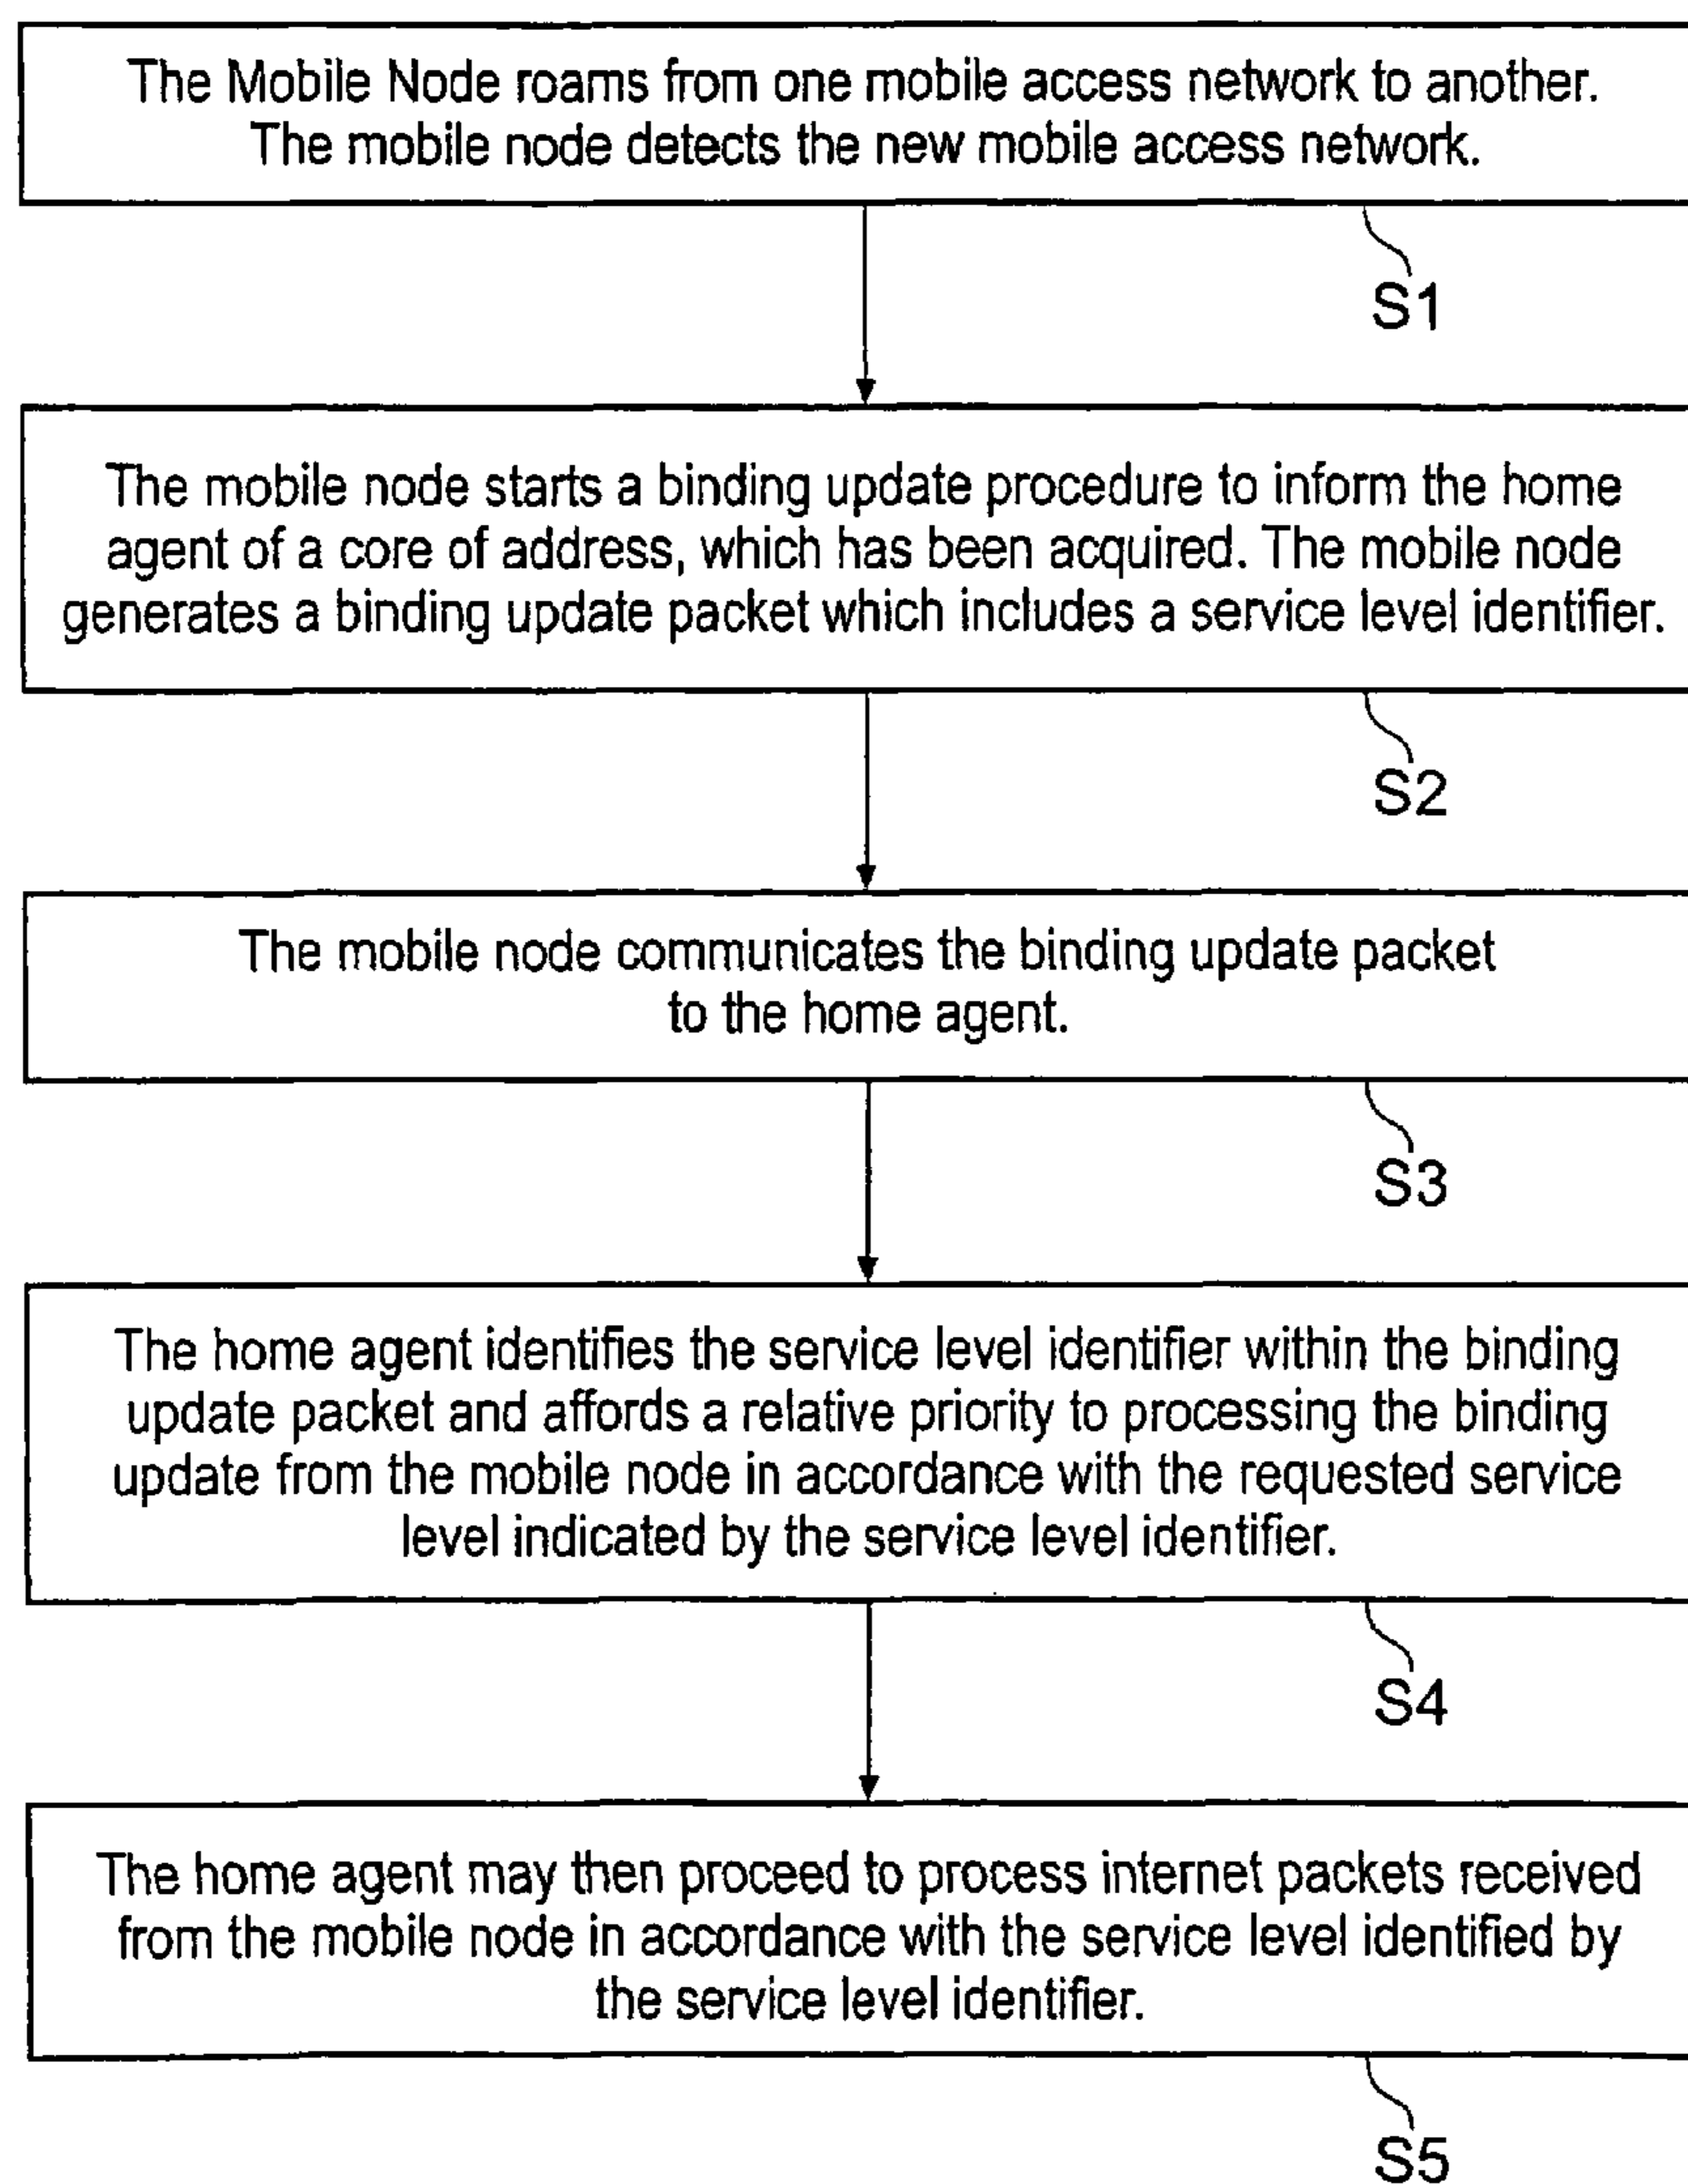 The Mobile Node roams from one mobile access network to another.
The mobile node detects the new mobile access network.
S1
The mobile node starts a binding update procedure to inform the home
agent of a core of address, which has been acquired. The mobile node
generates a binding update packet which includes a service level identifier.
S2
The mobile node communicates the binding update packet
to the home agent.
S3
The home agent identifies the service level identifier within the binding
update packet and affords a relative priority to processing the binding
update from the mobile node in accordance with the requested service
level indicated by the service level identifier.
S4
The home agent may then proceed to process internet packets received
from the mobile node in accordance with the service level identified by
the service level identifier.
S5